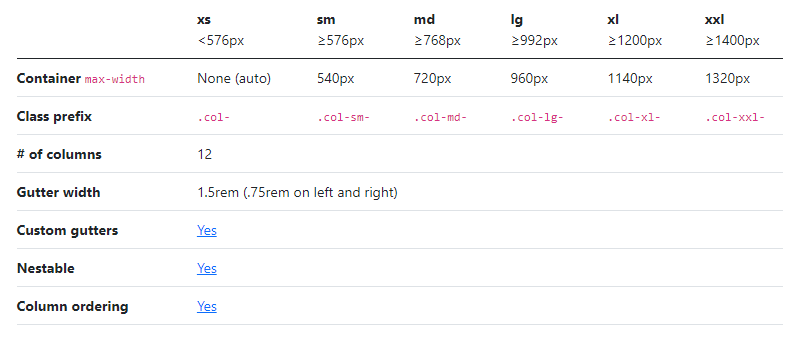 xs sm md lg xl xxl
<576px ≥576px ≥768px ≥992px ≥1200px ≥1400px
Container max-width None (auto) 540px 720px 960px 1140px 1320px
Class prefix .col- .col-sm- .col-md- .col-lg- .col-xl- .col-xxl-
# of columns 12
Gutter width 1.5rem (.75rem on left and right)
Custom gutters Yes
Nestable Yes
Column ordering Yes